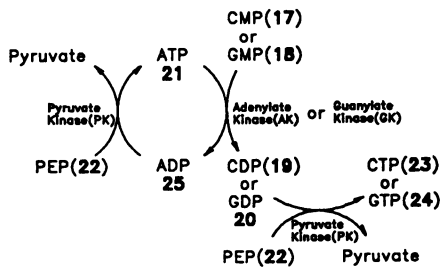 CMP(17)
or
GMP(18)
Pyruvate
ATP
21
Pyruvate
Kinase(PK)
Adenylate
Kinase(AK)
or
Guanylate
Kinase(GK)
PEP(22)
ADP
25
CDP(19)
or
GDP
20
CTP(23)
or
GTP(24)
Pyruvate
Kinase(PK)
PEP(22)
Pyruvate